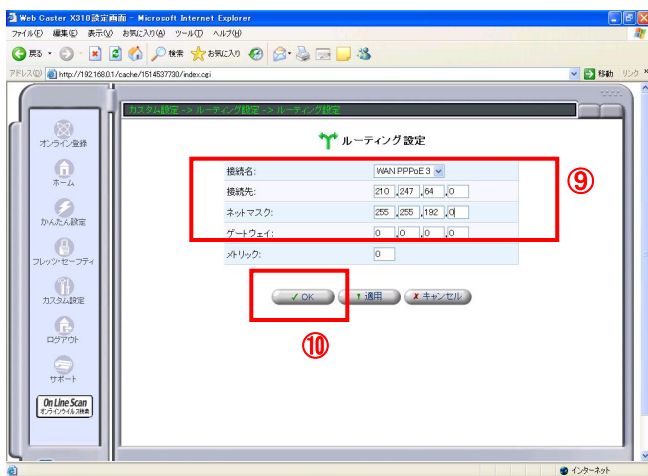 Web Caster X310設定画面 - Microsoft Internet Explorer
ファイル(F) 編集(E) 表示(V) お気に入り(A) ツール(T) ヘルプ(H)
戻る 検索 お気に入り
アドレス(D) http://192.168.0.1/cache/1514537730/index.cgi 移動 リンク
カスタム設定 -> ルーティング設定 -> ルーティング設定
オンライン登録
ホーム
かんたん設定
フレッツ・セーフティ
カスタム設定
ログアウト
サポート
On Line Scan
オンラインウイルス検査
ルーティング 設定
接続名: WAN PPPoE 3
⑨
接続先: 210 .247 .64 .0
ネットマスク: 255 .255 .192 .0
ゲートウェイ: 0 .0 .0 .0
メトリック: 0
✓ OK ↑ 適用 ✗ キャンセル
⑩
インターネット